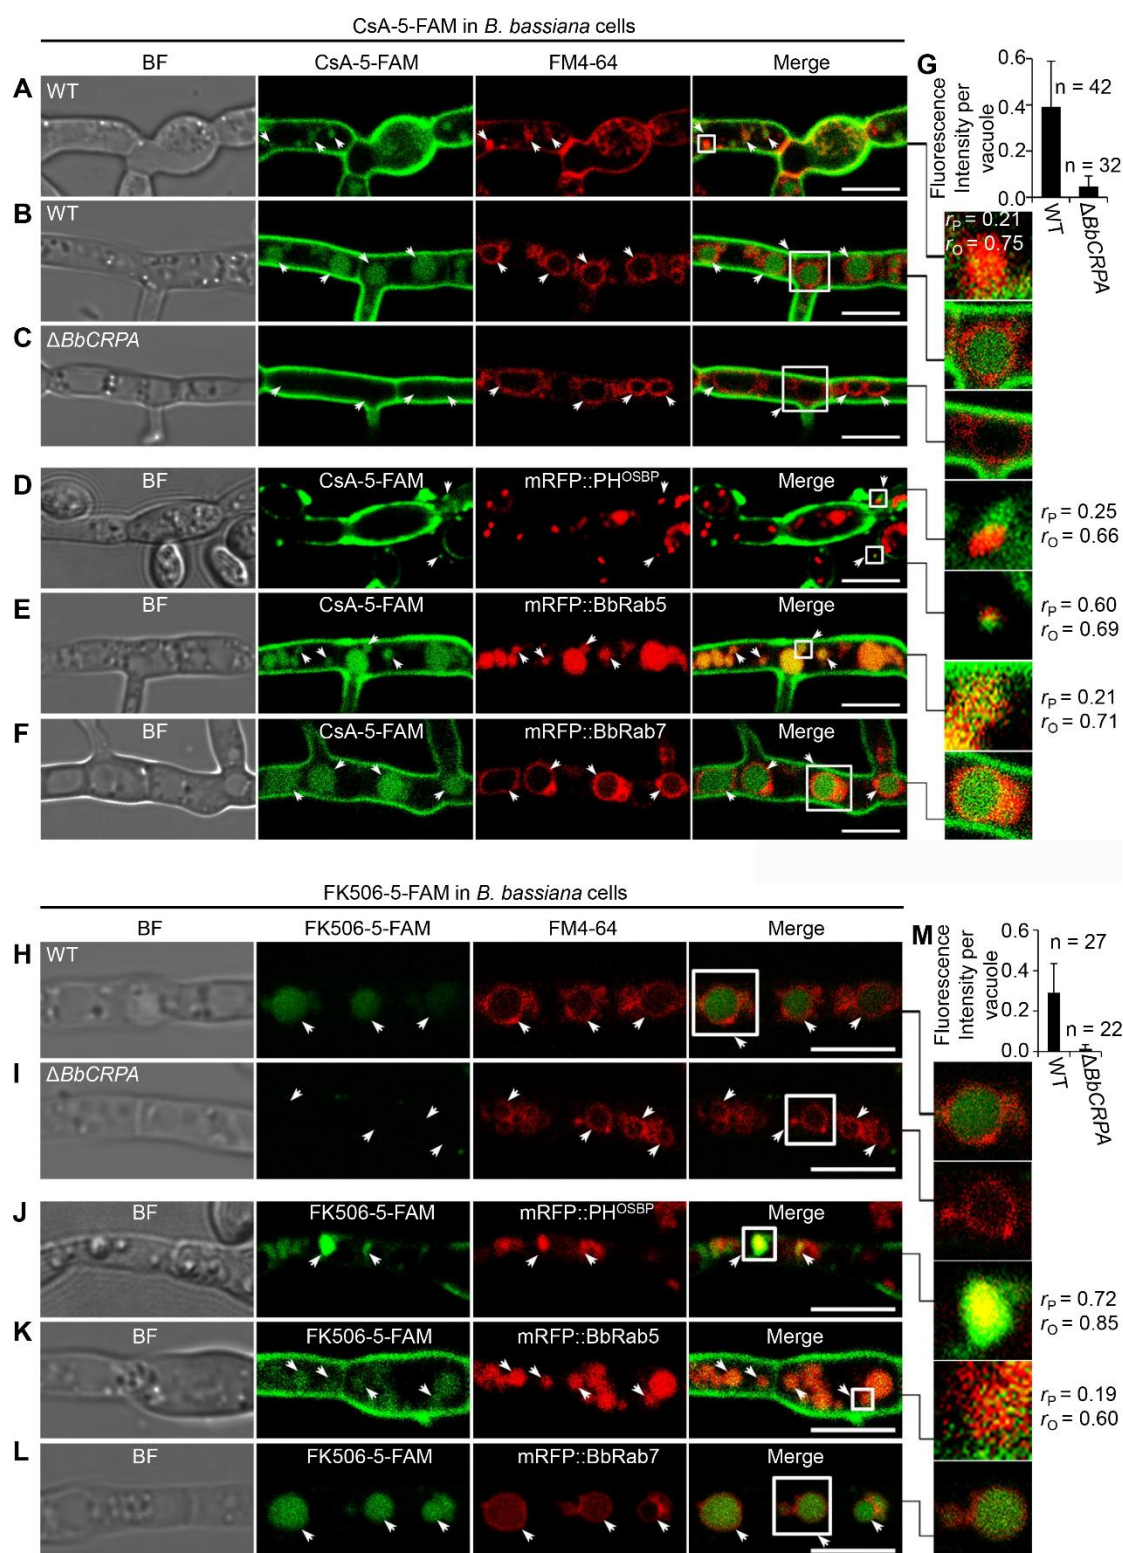 CsA-5-FAM in B. bassiana cells
BF CsA-5-FAM FM4-64 Merge
A WT
B WT
C ΔBbCRPA
D BF CsA-5-FAM mRFP::PH^OSBP Merge
E BF CsA-5-FAM mRFP::BbRab5 Merge
F BF CsA-5-FAM mRFP::BbRab7 Merge
G
Fluorescence
Intensity per
vacuole
0.6
0.4
0.2
0.0
n = 42
n = 32
WT
ΔBbCRPA
rP = 0.21
rO = 0.75
rP = 0.25
rO = 0.66
rP = 0.60
rO = 0.69
rP = 0.21
rO = 0.71
FK506-5-FAM in B. bassiana cells
BF FK506-5-FAM FM4-64 Merge
H WT
I ΔBbCRPA
J BF FK506-5-FAM mRFP::PH^OSBP Merge
K BF FK506-5-FAM mRFP::BbRab5 Merge
L BF FK506-5-FAM mRFP::BbRab7 Merge
M
Fluorescence
Intensity per
vacuole
0.6
0.4
0.2
0.0
n = 27
n = 22
WT
ΔBbCRPA
rP = 0.72
rO = 0.85
rP = 0.19
rO = 0.60